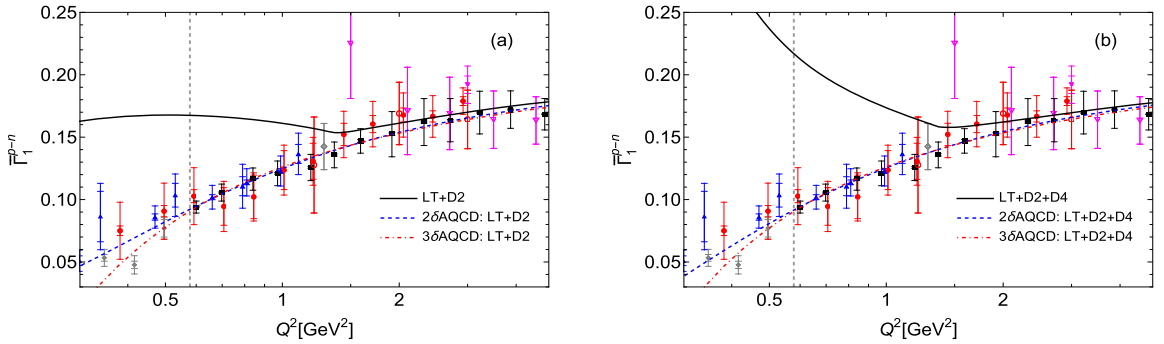 (a)
0.25
0.20
0.15
0.10
0.05
Γ̅₁ᵖ⁻ⁿ
LT+D2
2δAQCD: LT+D2
3δAQCD: LT+D2
0.5
1
2
Q²[GeV²]
(b)
0.25
0.20
0.15
0.10
0.05
Γ̅₁ᵖ⁻ⁿ
LT+D2+D4
2δAQCD: LT+D2+D4
3δAQCD: LT+D2+D4
0.5
1
2
Q²[GeV²]